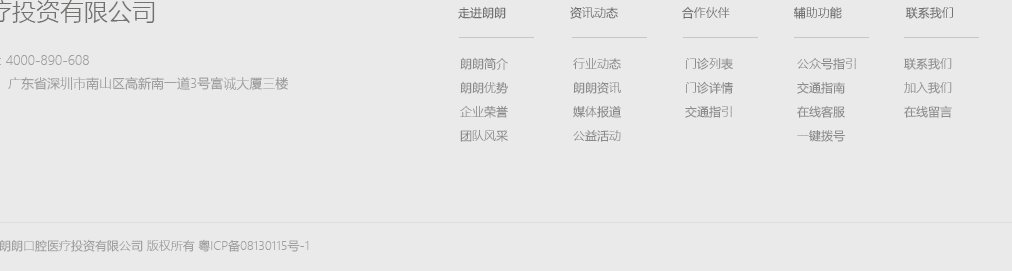 疗投资有限公司
: 4000-890-608
广东省深圳市南山区高新南一道3号富诚大厦三楼
走进朗朗
朗朗简介
朗朗优势
企业荣誉
团队风采
资讯动态
行业动态
朗朗资讯
媒体报道
公益活动
合作伙伴
门诊列表
门诊详情
交通指引
辅助功能
公众号指引
交通指南
在线客服
一键拨号
联系我们
联系我们
加入我们
在线留言
朗朗口腔医疗投资有限公司 版权所有 粤ICP备08130115号-1